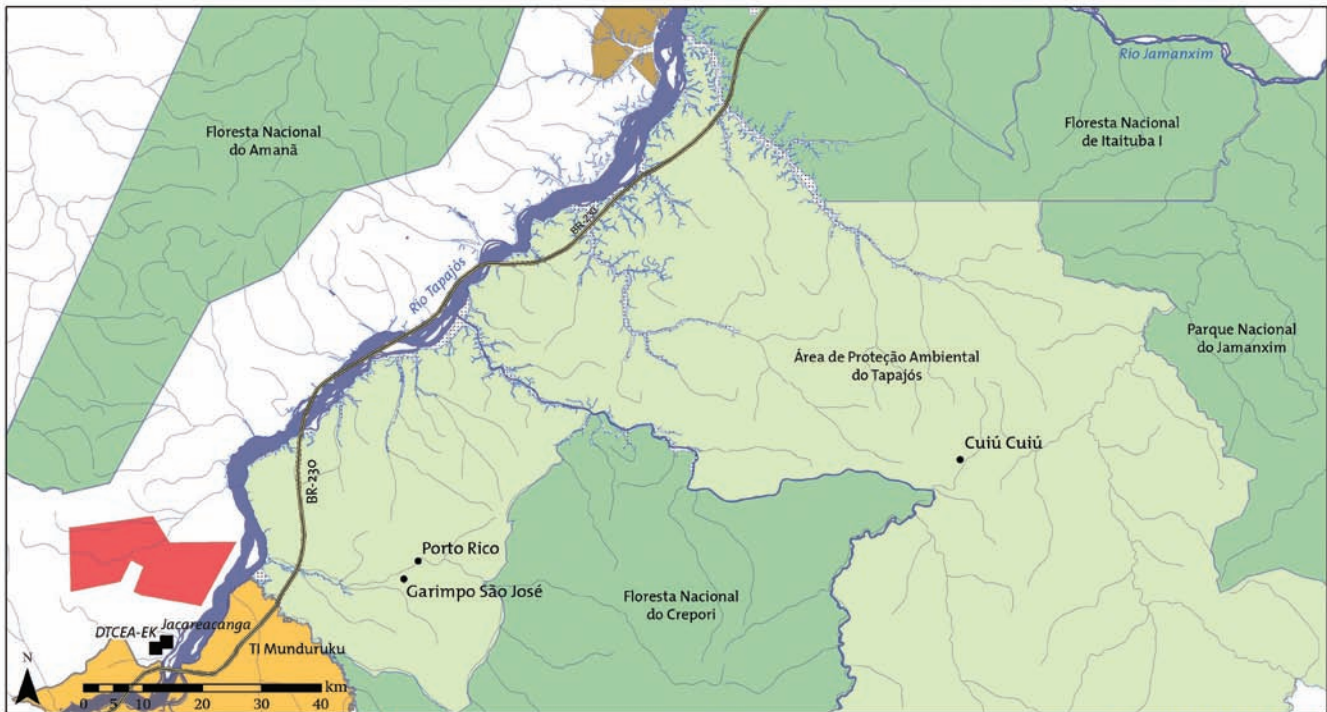 Rio Jamanxim
Floresta Nacional
do Amanã
Floresta Nacional
de Itaituba I
BR-230
Rio Tapajós
Parque Nacional
do Jamanxim
Área de Proteção Ambiental
do Tapajós
Cuiú Cuiú
BR-230
Porto Rico
Garimpo São José
Floresta Nacional
do Crepori
Jacareacanga
DTCEA-EK
TI Munduruku
N
km
0 5 10 20 30 40